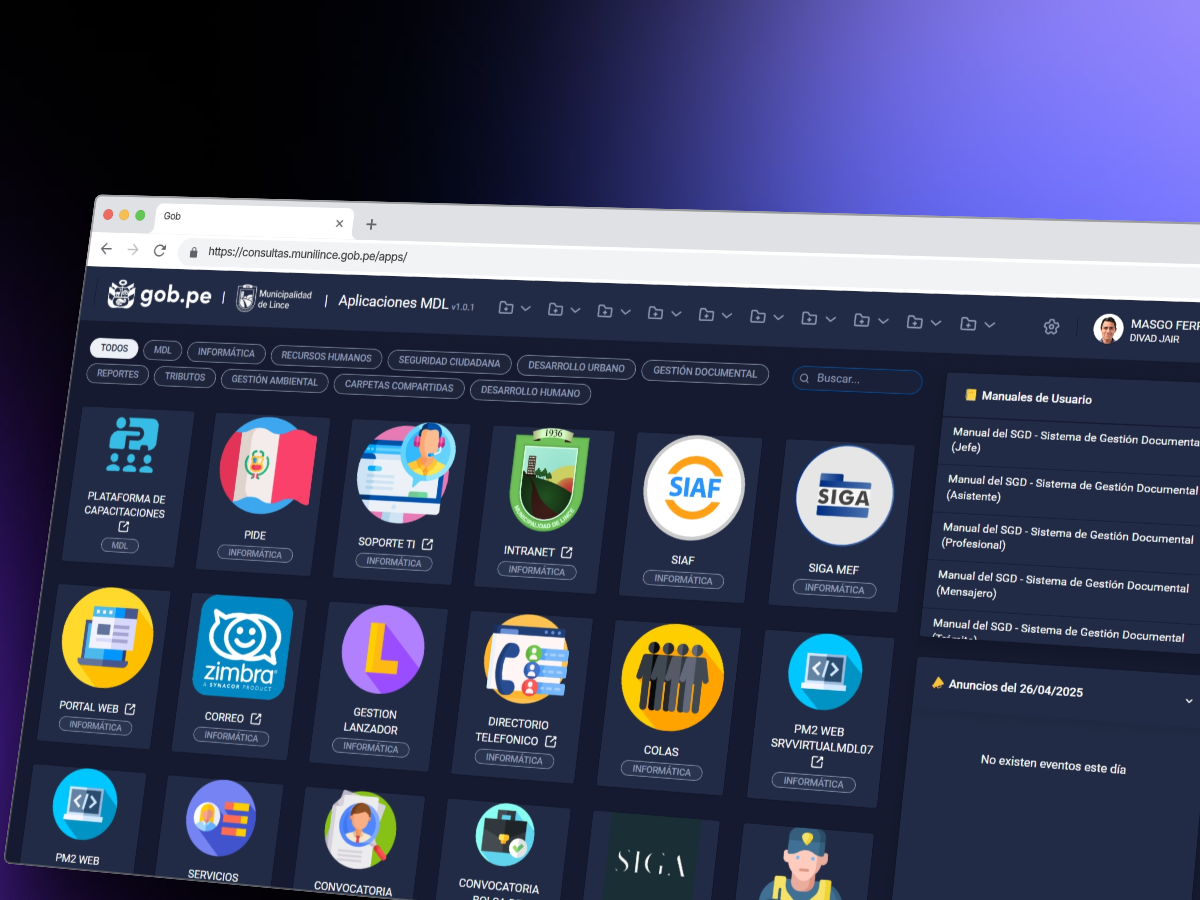 Gob
https://consultas.munilince.gob.pe/apps/
gob.pe
Municipalidad
de Lince
Aplicaciones MDL v1.0.1
MASGO FERR
DIVAD JAIR
TODOS
MDL
INFORMÁTICA
RECURSOS HUMANOS
SEGURIDAD CIUDADANA
DESARROLLO URBANO
GESTIÓN DOCUMENTAL
REPORTES
TRIBUTOS
GESTIÓN AMBIENTAL
CARPETAS COMPARTIDAS
DESARROLLO HUMANO
Buscar...
PLATAFORMA DE
CAPACITACIONES
MDL
PIDE
INFORMÁTICA
SOPORTE TI
INFORMÁTICA
1936
MUNICIPALIDAD DE LINCE
INTRANET
INFORMÁTICA
SIAF
SIAF
INFORMÁTICA
SIGA
SIGA MEF
INFORMÁTICA
PORTAL WEB
INFORMÁTICA
zimbra
A SYNACOR PRODUCT
CORREO
INFORMÁTICA
L
GESTION
LANZADOR
INFORMÁTICA
DIRECTORIO
TELEFONICO
INFORMÁTICA
COLAS
INFORMÁTICA
PM2 WEB
SRVVIRTUALMDL07
INFORMÁTICA
PM2 WEB
SERVICIOS
CONVOCATORIA
CONVOCATORIA
SIGA
Manuales de Usuario
Manual del SGD - Sistema de Gestión Documenta
(Jefe)
Manual del SGD - Sistema de Gestión Documental
(Asistente)
Manual del SGD - Sistema de Gestión Documental
(Profesional)
Manual del SGD - Sistema de Gestión Documental
(Mensajero)
Manual del SGD - Sistema de Gestión Documental
Anuncios del 26/04/2025
No existen eventos este día